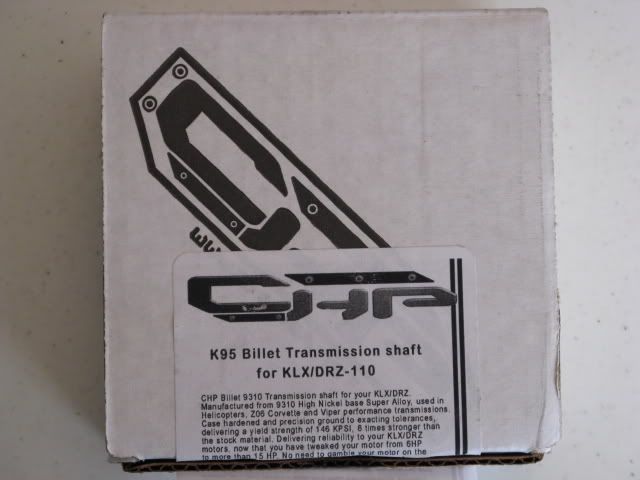 CHP
K95 Billet Transmission shaft
for KLX/DRZ-110
CHP Billet 9310 Transmission shaft for your KLX/DRZ.
Manufactured from 9310 High Nickel base Super Alloy, used in
Helicopters, Z06 Corvette and Viper performance transmissions.
Case hardened and precision ground to exacting tolerances,
delivering a yield strength of 146 KPSI, 6 times stronger than
the stock material. Delivering reliability to your KLX/DRZ
motors, now that you have tweaked your motor from 6HP
to more than 15 HP. No need to gamble your motor on the